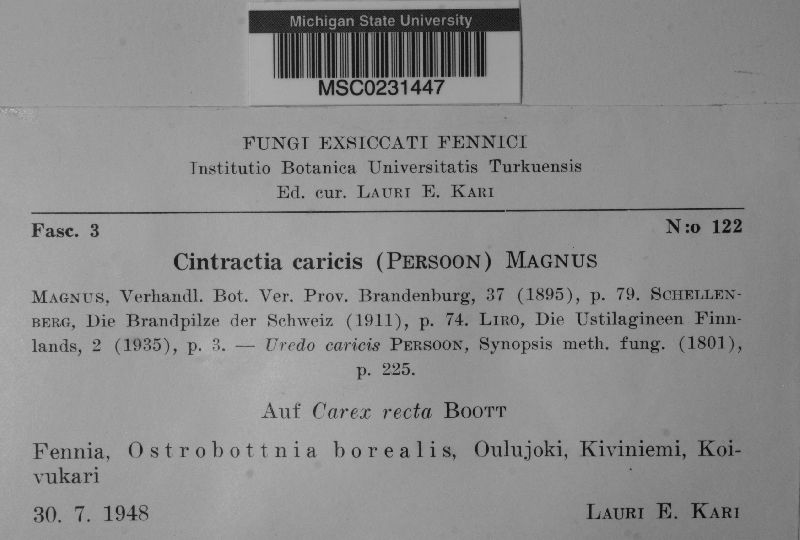 Michigan State University
MSC0231447
FUNGI EXSICCATI FENNICI
Institutio Botanica Universitatis Turkuensis
Ed. cur. LAURI E. KARI
Fasc. 3 N:o 122
Cintractia caricis (PERSOON) MAGNUS
MAGNUS, Verhandl. Bot. Ver. Prov. Brandenburg, 37 (1895), p. 79. SCHELLEN-
BERG, Die Brandpilze der Schweiz (1911), p. 74. LIRO, Die Ustilagineen Finn-
lands, 2 (1935), p. 3. — Uredo caricis PERSOON, Synopsis meth. fung. (1801),
p. 225.
Auf Carex recta BOOTT
Fennia, Ostrobottnia borealis, Oulujoki, Kiviniemi, Koi-
vukari
30. 7. 1948 LAURI E. KARI